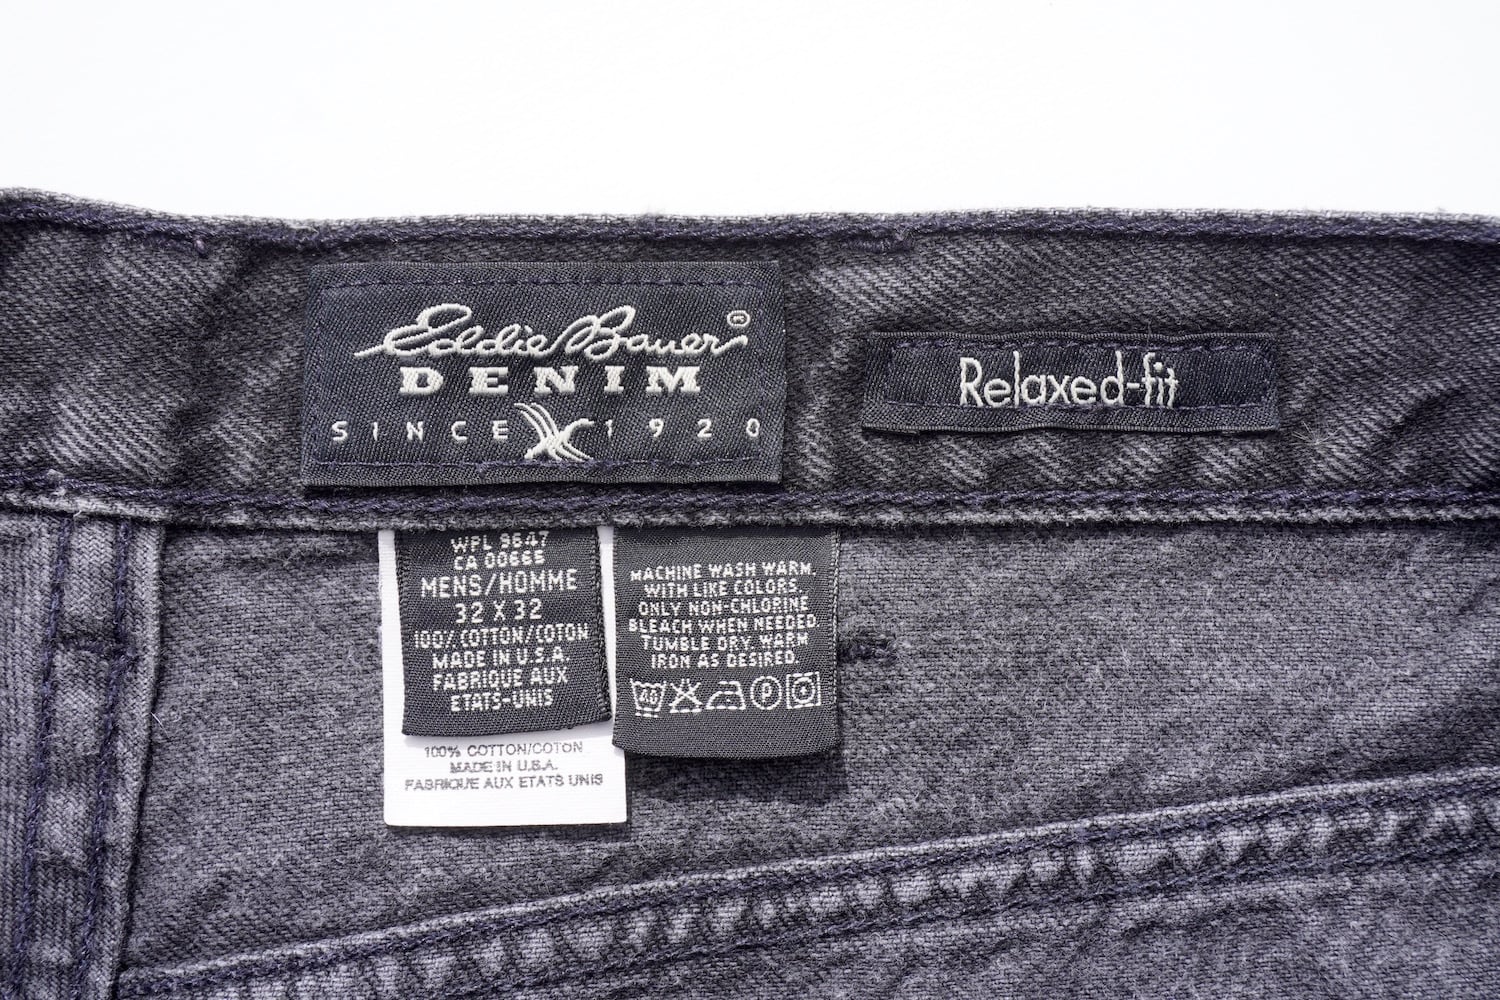 Eddie Bauer®
DENIM
SINCE 1920
Relaxed-fit
WPL 9647
CA 00665
MENS/HOMME
32 X 32
100% COTTON/COTON
MADE IN U.S.A.
FABRIQUE AUX
ETATS-UNIS
100% COTTON/COTON
MADE IN U.S.A.
FABRIQUE AUX ETATS UNIS
MACHINE WASH WARM,
WITH LIKE COLORS.
ONLY NON-CHLORINE
BLEACH WHEN NEEDED.
TUMBLE DRY. WARM
IRON AS DESIRED.
40 P